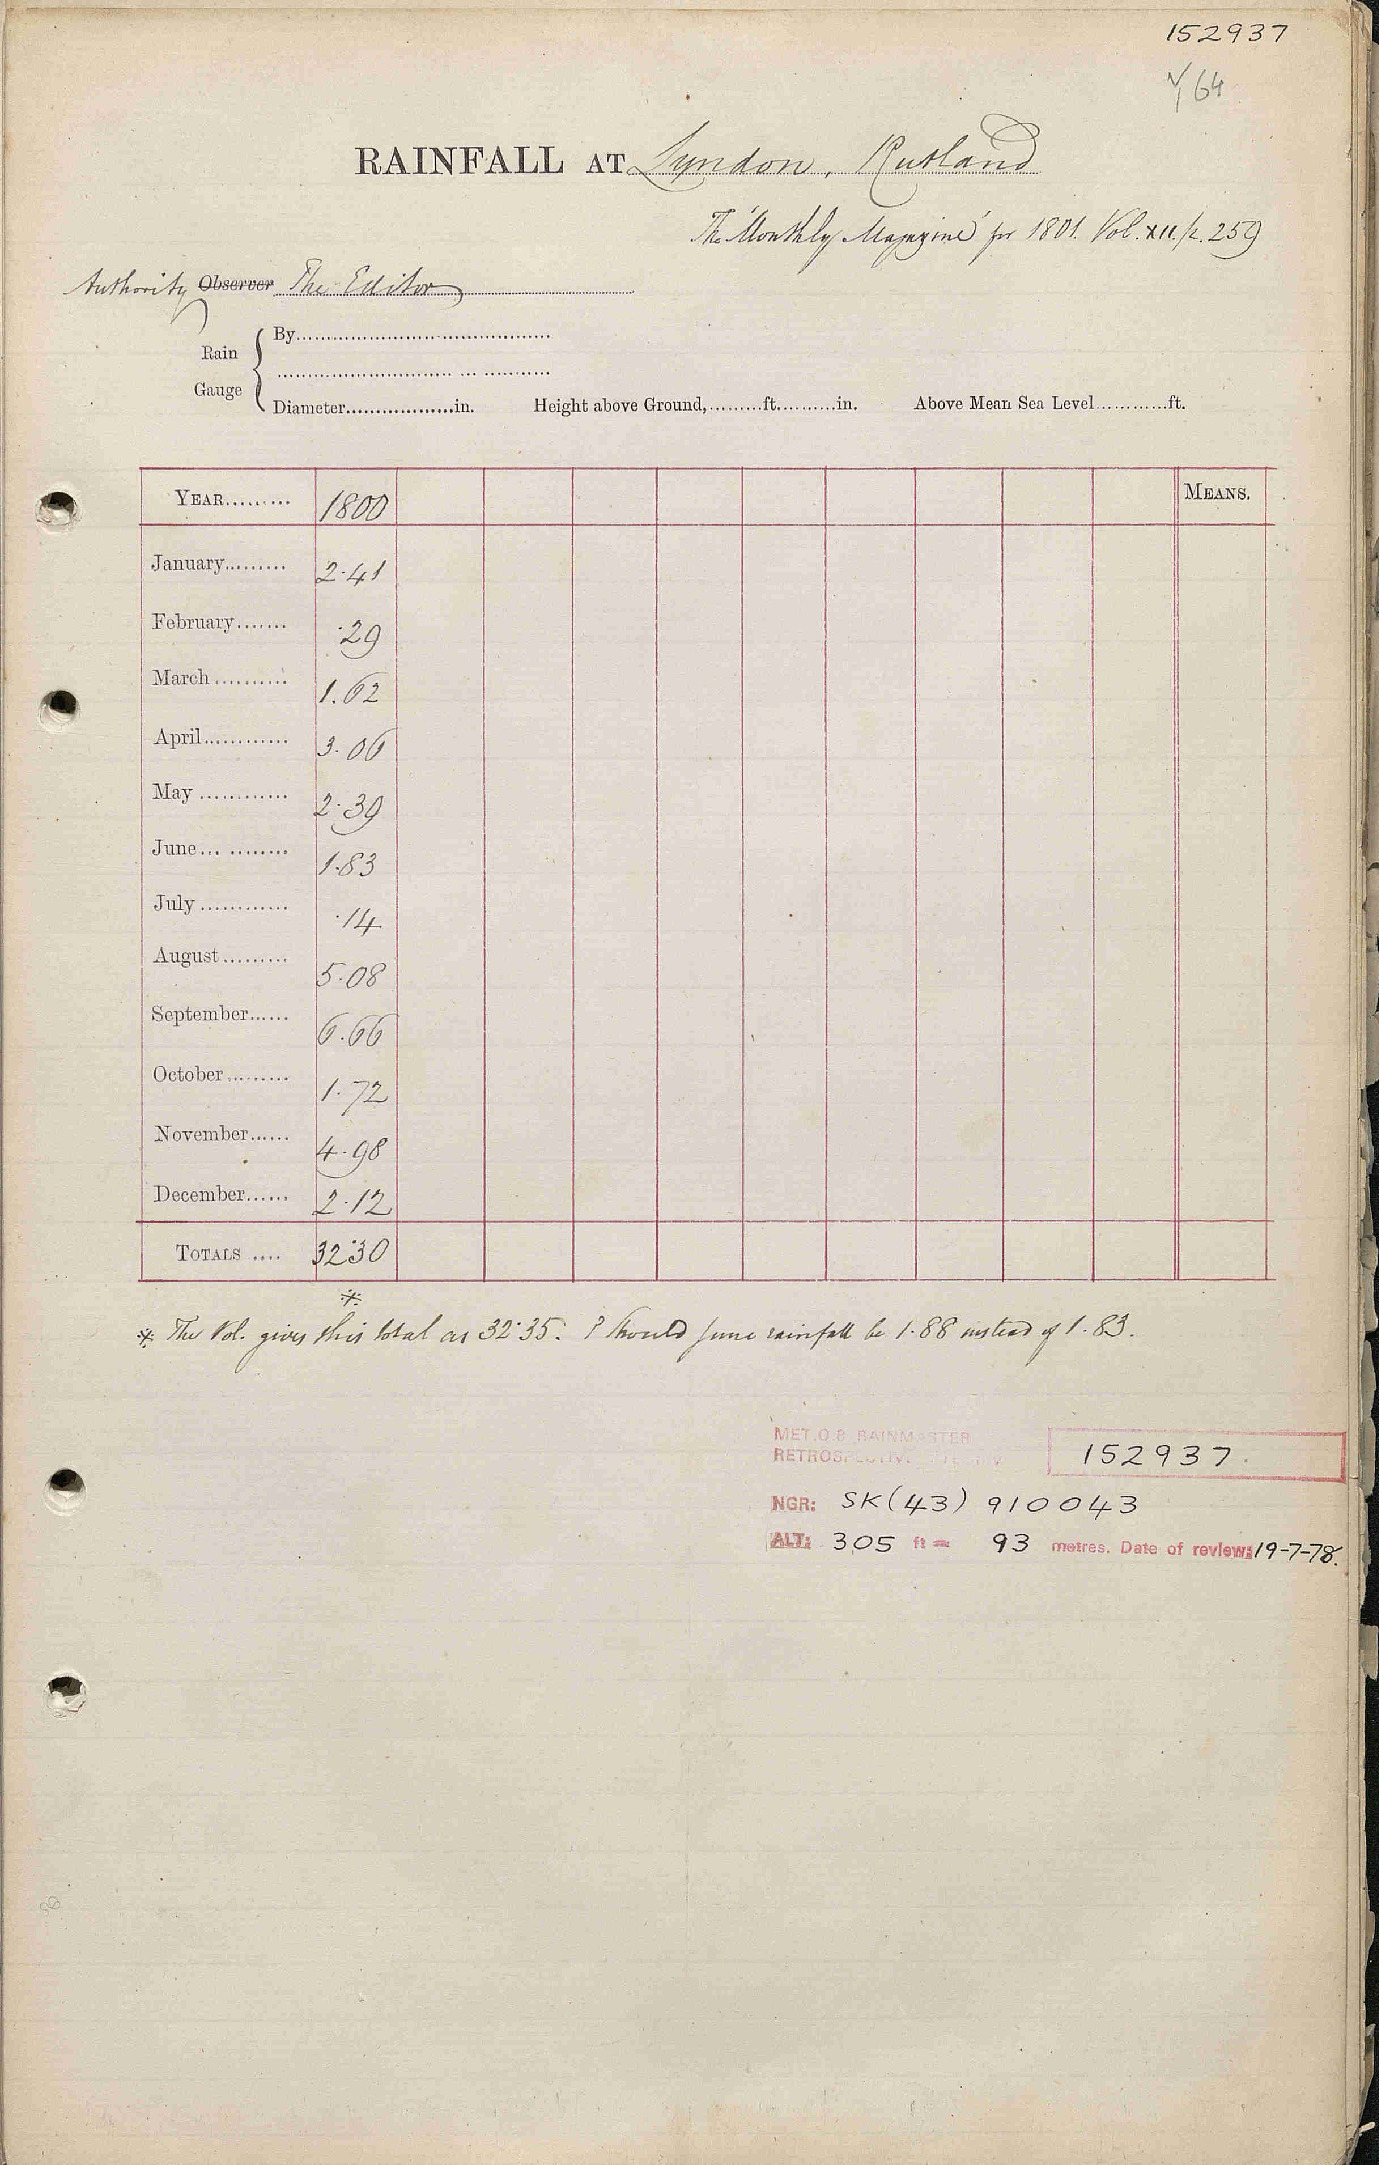 152937
√ 64
RAINFALL AT Lyndon, Rutland
The 'Monthly Magazine' for 1801. Vol. XII. p. 259
Authority Observer The Editor
Rain Gauge
By
Diameter in. Height above Ground, ft. in. Above Mean Sea Level ft.
YEAR 1800 MEANS.
January 2.41
February .29
March 1.62
April 3.06
May 2.39
June 1.83
July .14
August 5.08
September 6.66
October 1.72
November 4.98
December 2.12
TOTALS 32.30
*
* The Vol. gives this total as 32.35. ? Should June rainfall be 1.88 instead of 1.83.
MET.O.8 RAINMASTER
RETROSPECTIVE 152937
NGR: SK(43) 910043
ALT: 305 ft = 93 metres. Date of review: 19-7-78.